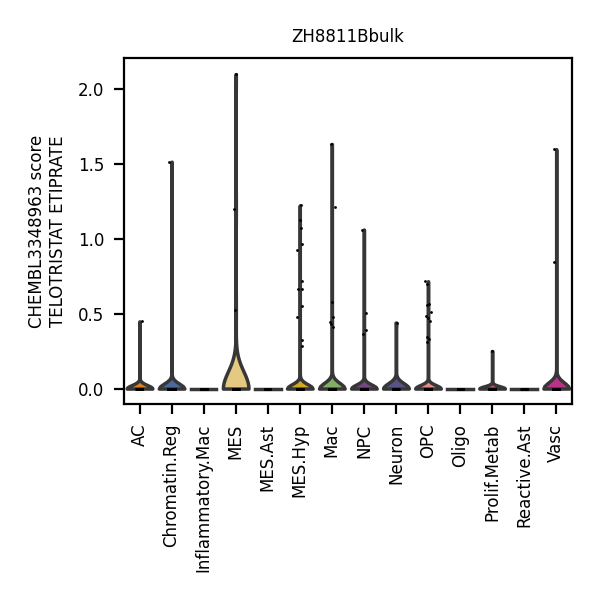 ZH8811Bbulk
CHEMBL3348963 score
TELOTRISTAT ETIPRATE
2.0
1.5
1.0
0.5
0.0
AC
Chromatin.Reg
Inflammatory.Mac
MES
MES.Ast
MES.Hyp
Mac
NPC
Neuron
OPC
Oligo
Prolif.Metab
Reactive.Ast
Vasc